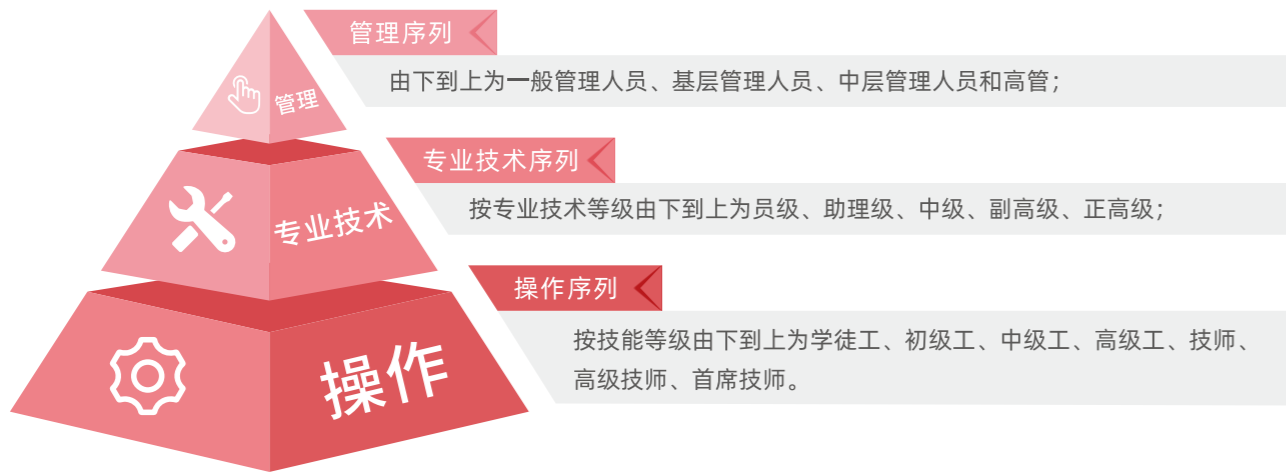 管理序列
由下到上为一般管理人员、基层管理人员、中层管理人员和高管；
管理
专业技术序列
按专业技术等级由下到上为员级、助理级、中级、副高级、正高级；
专业技术
操作序列
按技能等级由下到上为学徒工、初级工、中级工、高级工、技师、
高级技师、首席技师。
操作